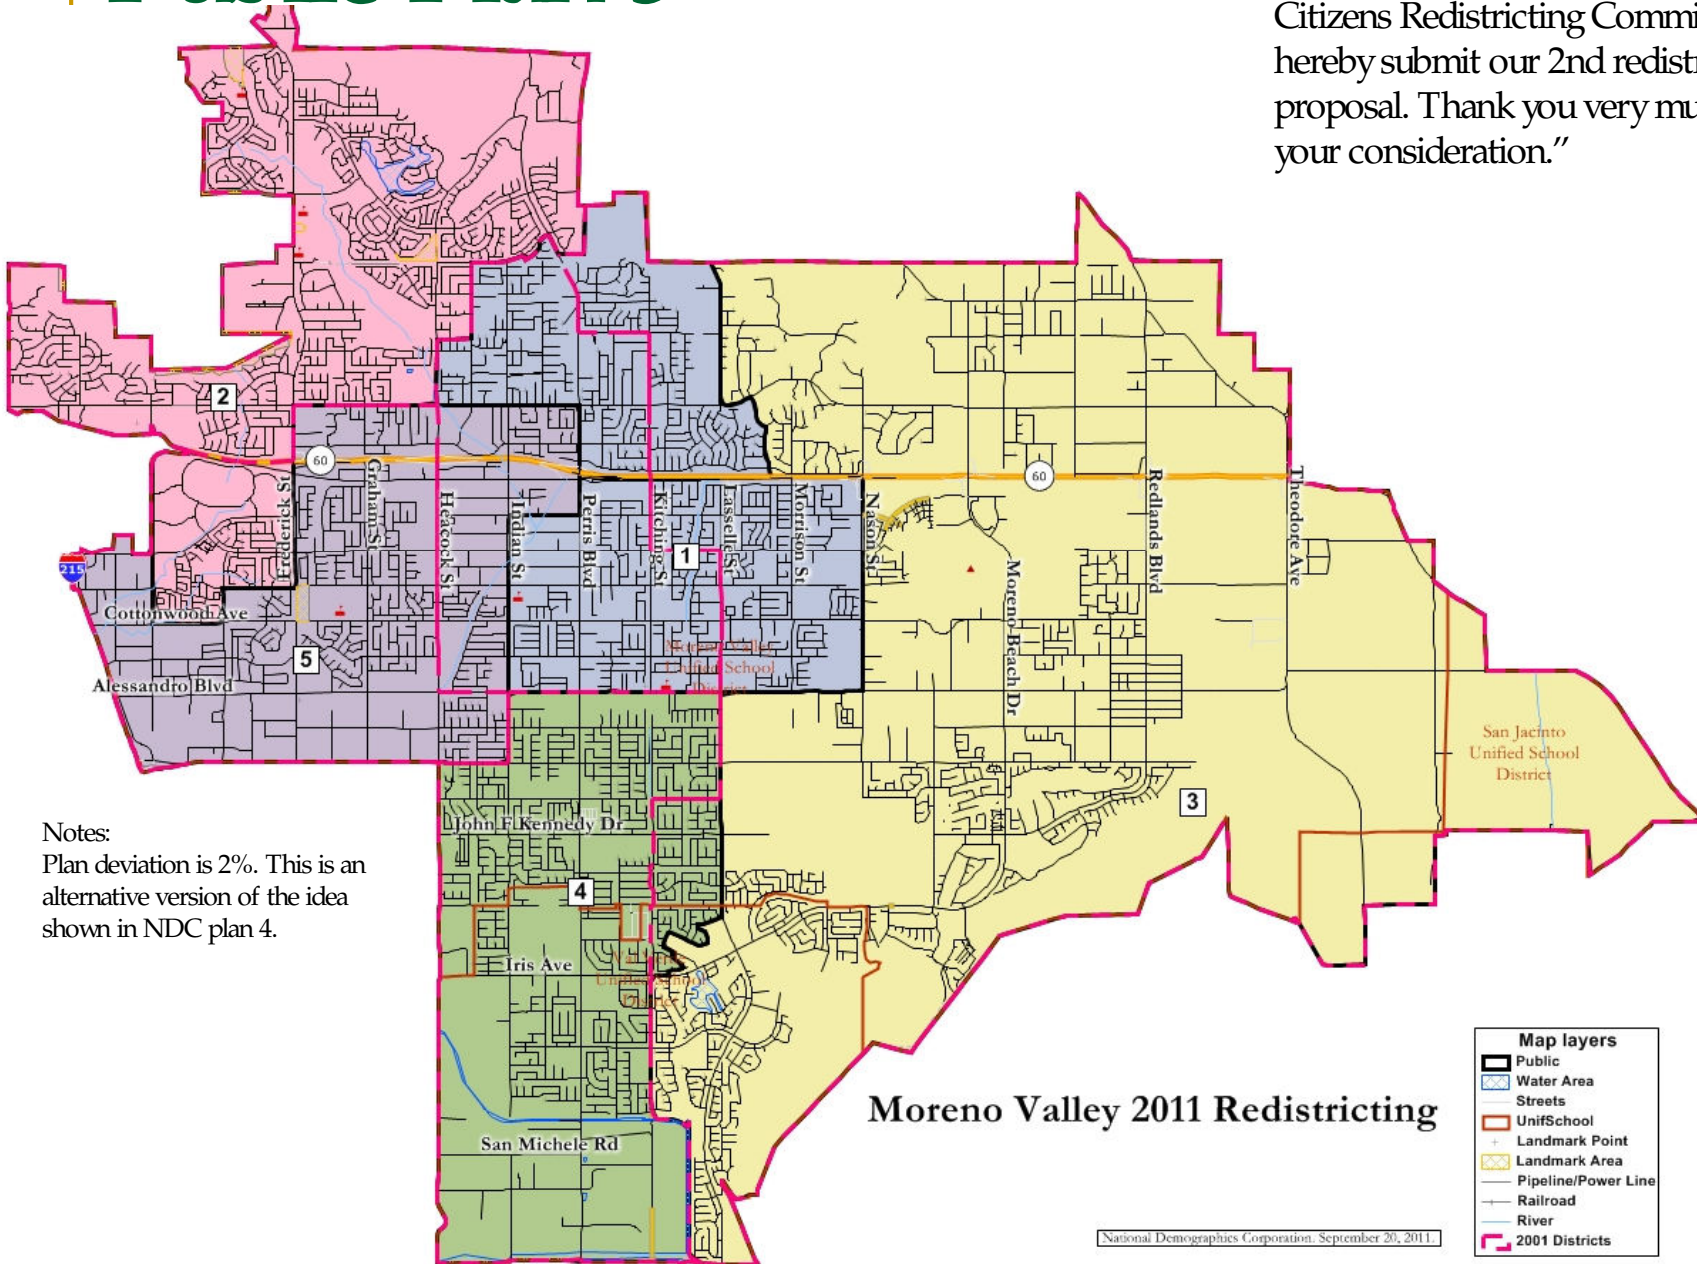 Citizens Redistricting Commi
hereby submit our 2nd redistr
proposal. Thank you very mu
your consideration.”
2
60
60
Frederick St
Graham St
Heacock St
Indian St
Perris Blvd
Kitching St
Lasselle St
Morrison St
Nason St
Moreno Beach Dr
Redlands Blvd
Theodore Ave
1
215
Cottonwood Ave
5
Moreno Valley
Unified School
District
Alessandro Blvd
San Jacinto
Unified School
District
3
John F Kennedy Dr
4
Notes:
Plan deviation is 2%. This is an
alternative version of the idea
shown in NDC plan 4.
Iris Ave
Unified School
District
San Michele Rd
Moreno Valley 2011 Redistricting
National Demographics Corporation. September 20, 2011.
Map layers
Public
Water Area
Streets
UnifSchool
Landmark Point
Landmark Area
Pipeline/Power Line
Railroad
River
2001 Districts